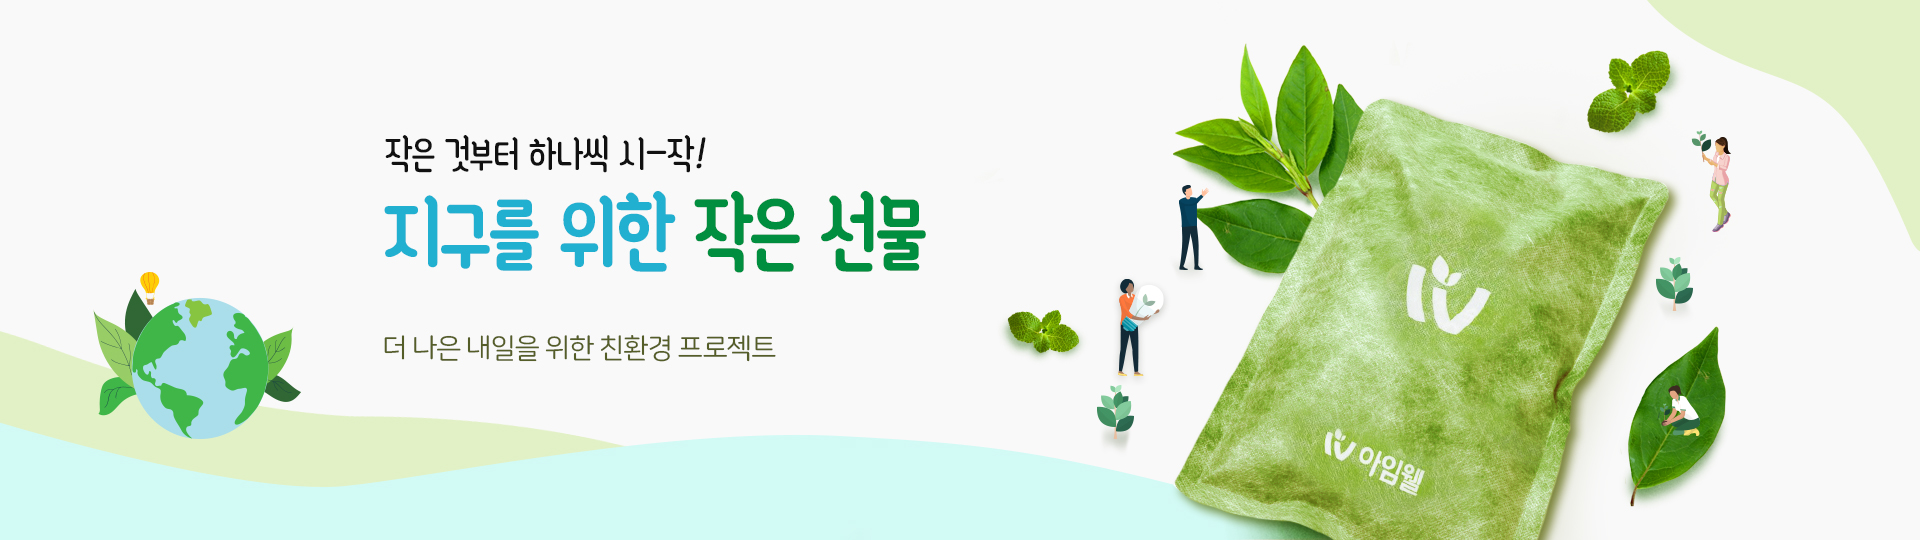 작은 것부터 하나씩 시-작!
지구를 위한 작은 선물
더 나은 내일을 위한 친환경 프로젝트
아임웰